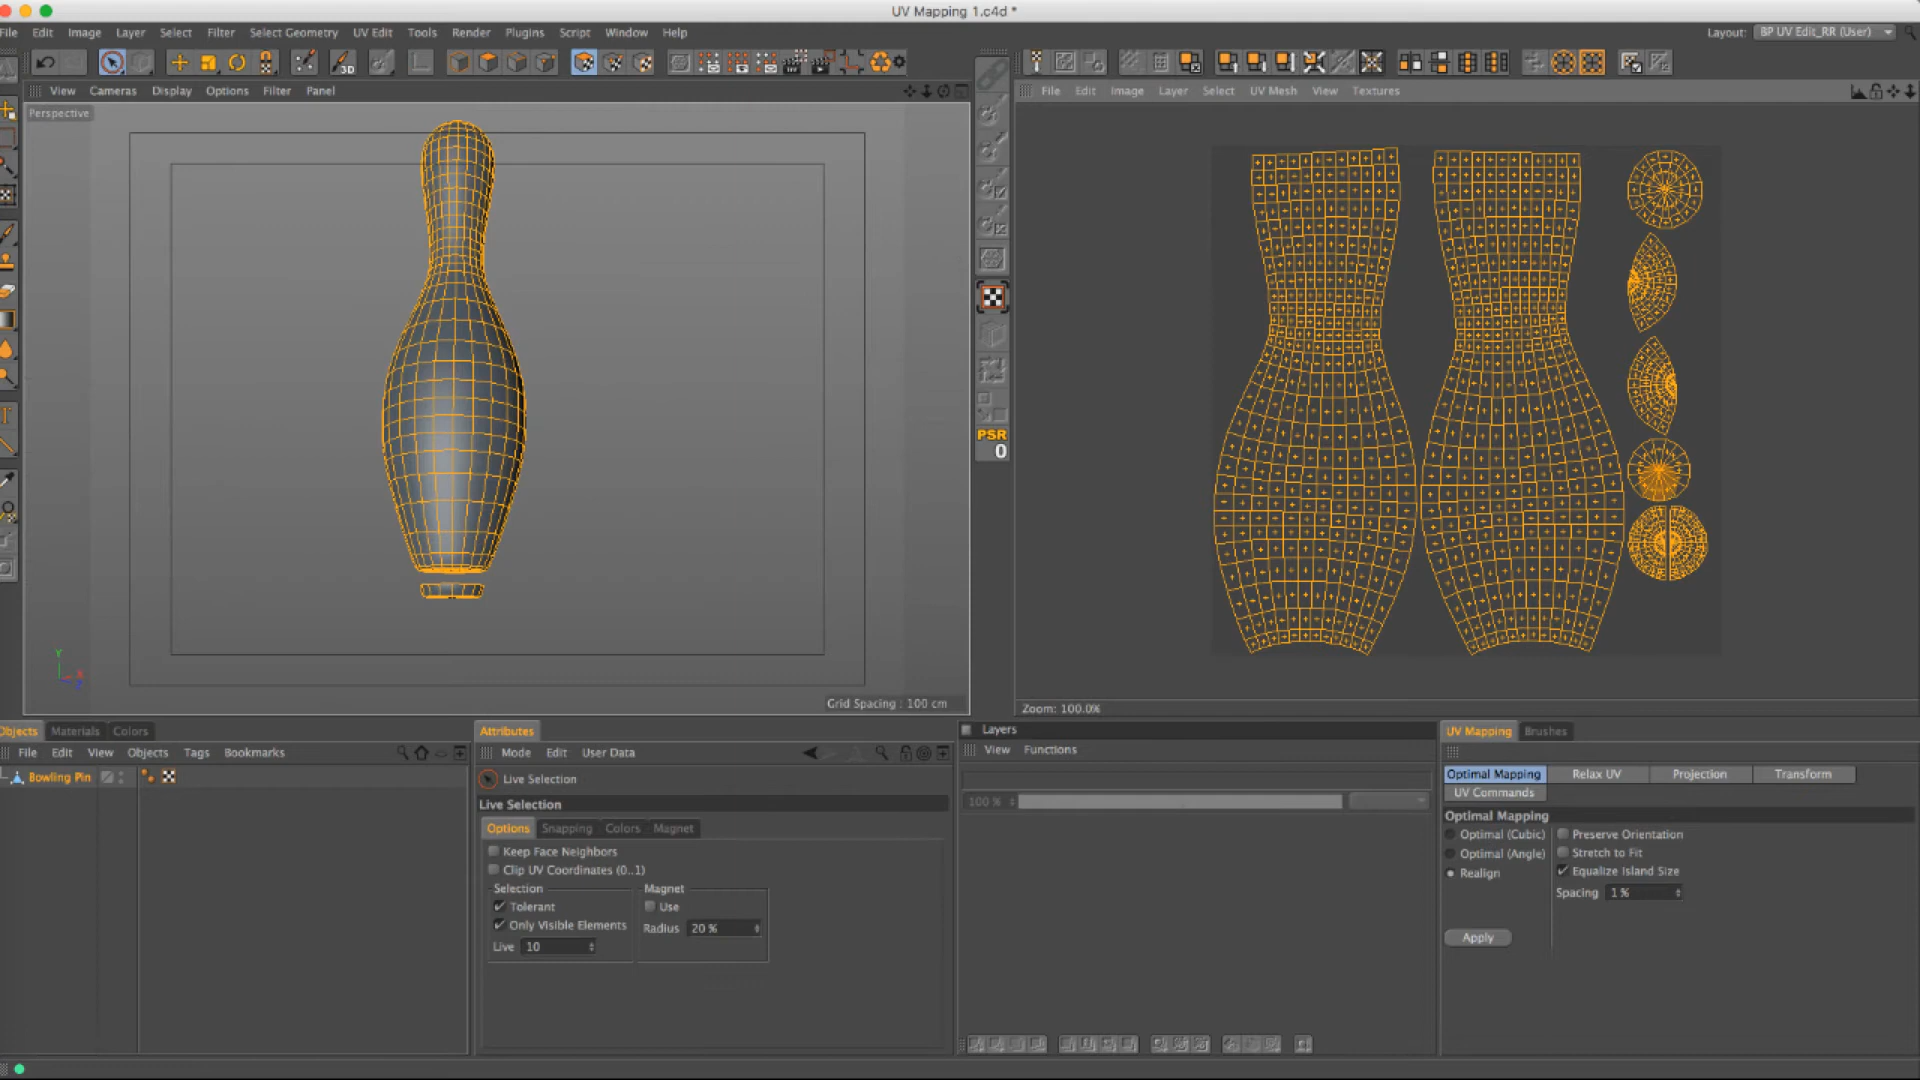 UV Mapping 1.c4d *
File Edit Image Layer Select Filter Select Geometry UV Edit Tools Render Plugins Script Window Help
Layout: BP UV Edit_RR (User)
3D
View Cameras Display Options Filter Panel
File Edit Image Layer Select UV Mesh View Textures
Perspective
PSR
0
Y
X
Z
Grid Spacing : 100 cm
Zoom: 100.0%
Objects Materials Colors
Attributes
Layers
UV Mapping Brushes
File Edit View Objects Tags Bookmarks
Mode Edit User Data
View Functions
Bowling Pin
Live Selection
Live Selection
Options Snapping Colors Magnet
Keep Face Neighbors
Clip UV Coordinates (0..1)
Selection
Magnet
Tolerant
Use
Only Visible Elements
Radius 20 %
Live 10
100 %
Optimal Mapping Relax UV Projection Transform
UV Commands
Optimal Mapping
Optimal (Cubic) Preserve Orientation
Optimal (Angle) Stretch to Fit
Realign Equalize Island Size
Spacing 1 %
Apply